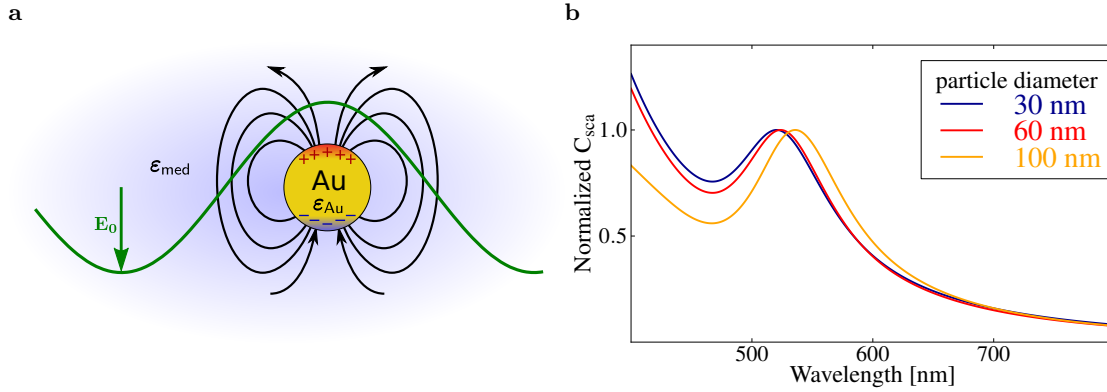 a
ε_med
E₀
+ + + + +
Au
ε_Au
− − − − −
b
Normalized C_sca
1.0
0.5
particle diameter
30 nm
60 nm
100 nm
500
600
700
Wavelength [nm]